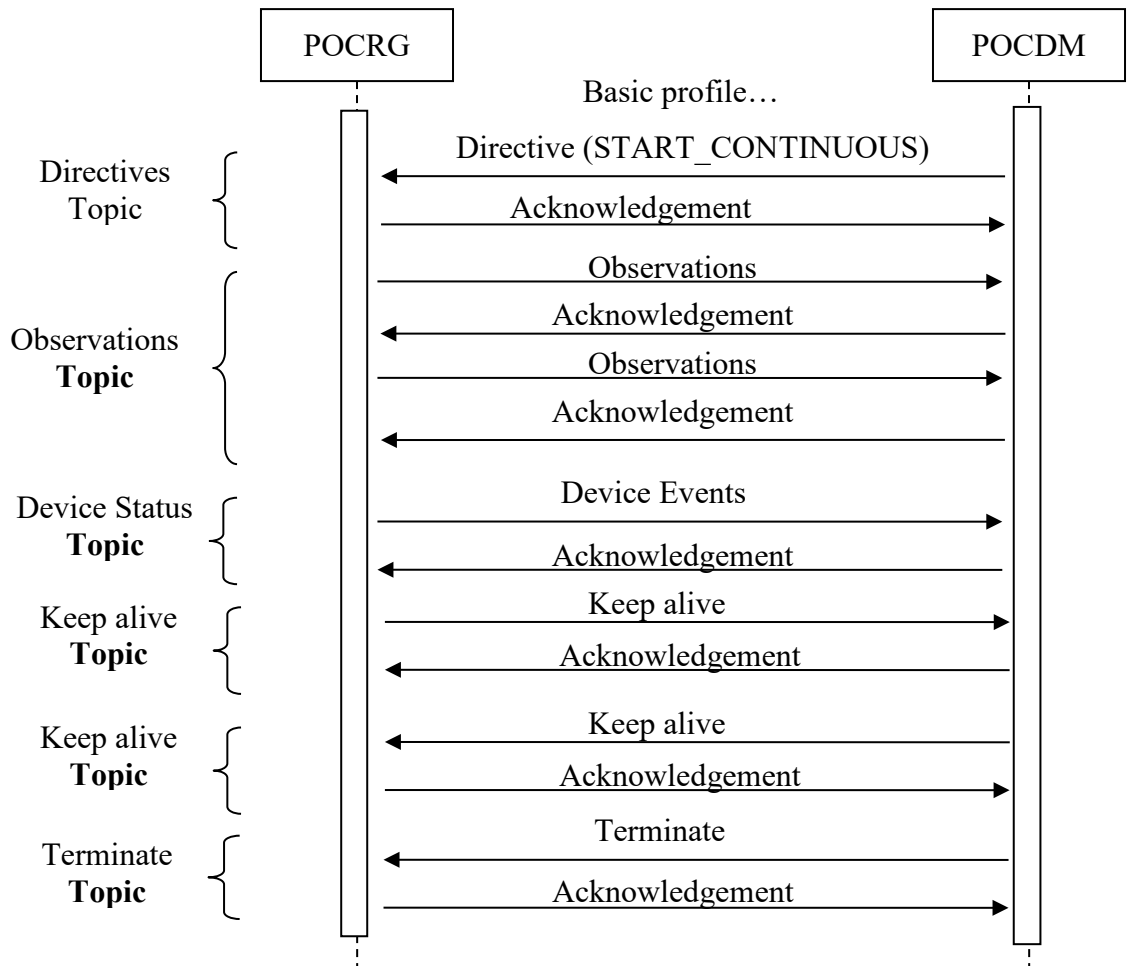 POCRG
POCDM
Basic profile…
Directive (START_CONTINUOUS)
Directives
Topic
Acknowledgement
Observations
Acknowledgement
Observations
Topic
Observations
Acknowledgement
Device Events
Device Status
Topic
Acknowledgement
Keep alive
Keep alive
Topic
Acknowledgement
Keep alive
Keep alive
Topic
Acknowledgement
Terminate
Terminate
Topic
Acknowledgement